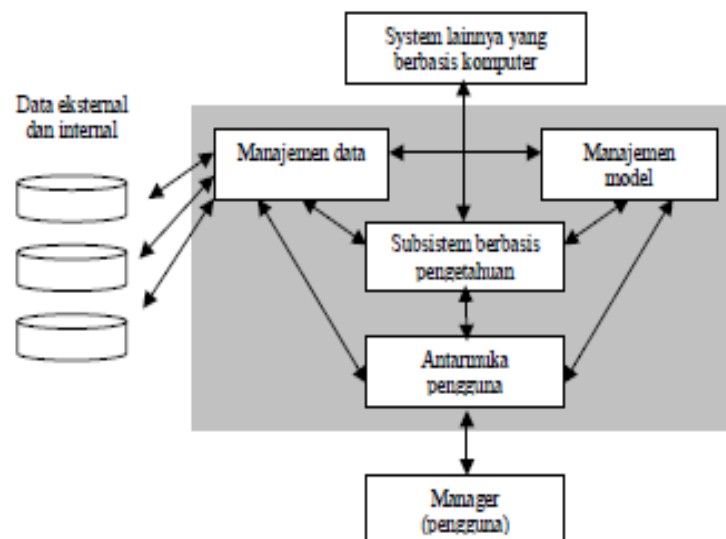 System lainnya yang
berbasis komputer
Data eksternal
dan internal
Manajemen data
Manajemen
model
Subsistem berbasis
pengetahuan
Antarmuka
pengguna
Manager
(pengguna)